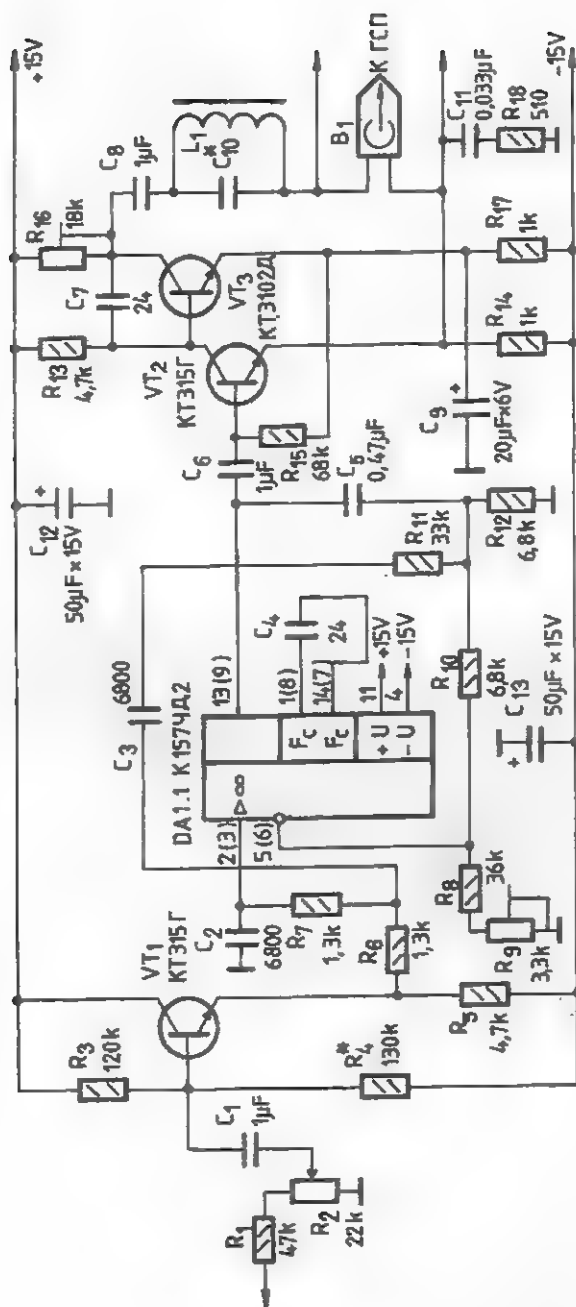 R1
47k
R2
22k
C1
1µF
R3
120k
R*4
130k
VT1
КТ315Г
R5
4,7k
R6
1,3k
R7
1,3k
C2
6800
C3
6800
DA1.1 К157УД2
▷∞
2(3)
5(6)
13(9)
FC
FC
+U
-U
1(8)
14(7)
11
4
+15V
-15V
C4
24
R8
36k
R9
3,3k
R10
6,8k
C13
50µF×15V
R11
33k
R12
6,8k
C5
0,47µF
C6
1µF
R15
68k
C12
50µF×15V
R13
4,7k
C7
24
VT2
КТ315Г
VT3
КТ3102Д
R16
18k
C8
1µF
L1
C*10
B1
К ГСП
C9
20µF×6V
R14
1k
R17
1k
C11
0,033µF
R18
510
+15V
-15V